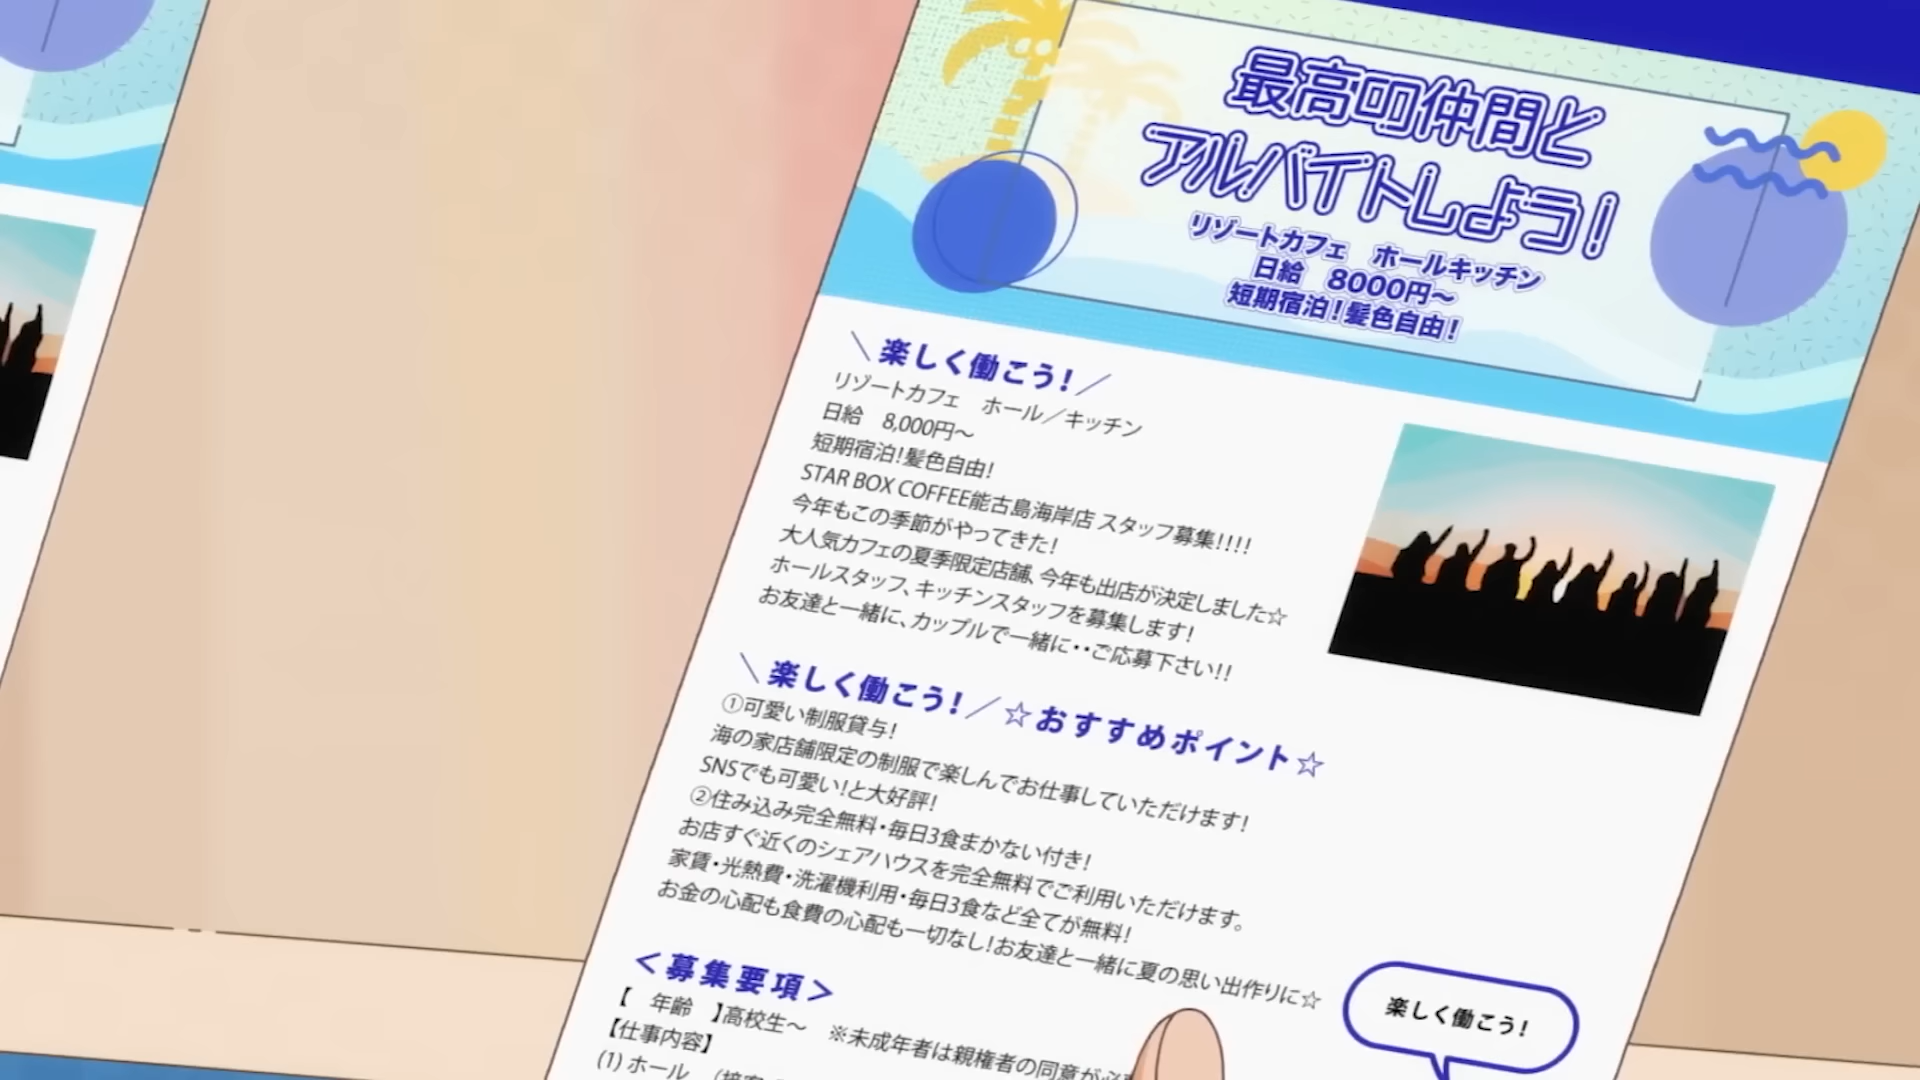 最高の仲間と
アルバイトしよう！
リゾートカフェ　ホールキッチン
日給　8000円～
短期宿泊！髪色自由！
＼楽しく働こう！／
リゾートカフェ　ホール／キッチン
日給　8,000円～
短期宿泊！髪色自由！
STAR BOX COFFEE能古島海岸店 スタッフ募集！！！！
今年もこの季節がやってきた！
大人気カフェの夏季限定店舗、今年も出店が決定しました☆
ホールスタッフ、キッチンスタッフを募集します！
お友達と一緒に、カップルで一緒に・・ご応募下さい！！
＼楽しく働こう！／☆おすすめポイント☆
①可愛い制服貸与！
海の家店舗限定の制服で楽しんでお仕事していただけます！
SNSでも可愛い！と大好評！
②住み込み完全無料・毎日3食まかない付き！
お店すぐ近くのシェアハウスを完全無料でご利用いただけます。
家賃・光熱費・洗濯機利用・毎日3食など全てが無料！
お金の心配も食費の心配も一切なし！お友達と一緒に夏の思い出作りに☆
＜募集要項＞
【　年齢　】高校生～　※未成年者は親権者の同意が
【仕事内容】
(1) ホール
楽しく働こう！